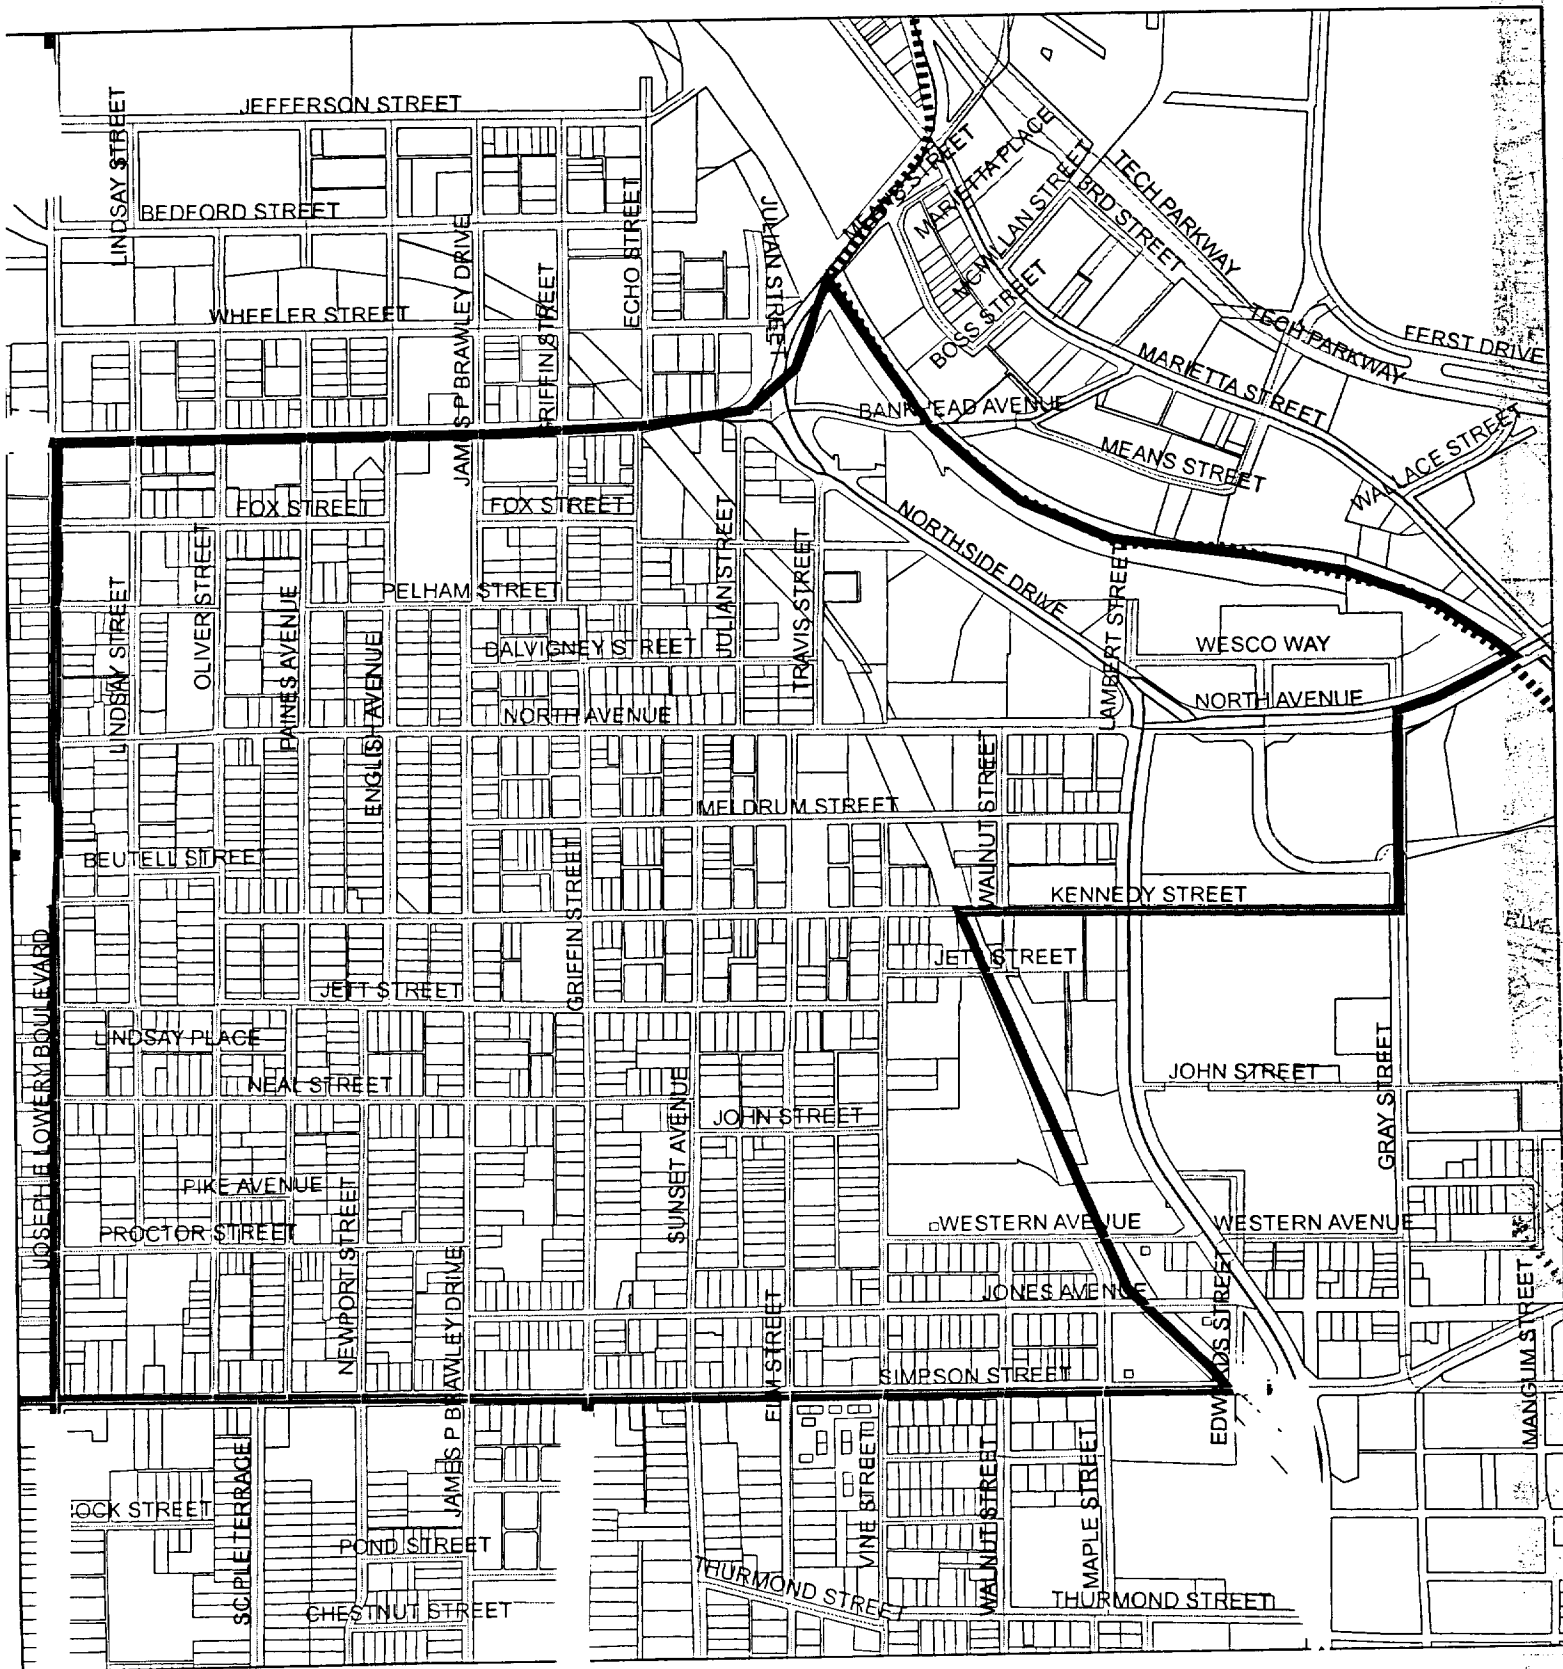 JEFFERSON STREET
LINDSAY STREET
BEDFORD STREET
JAMES P BRAWLEY DRIVE
GRIFFIN STREET
ECHO STREET
JULIAN STREET
WHEELER STREET
MEANS STREET
MARIETTA PLACE
MCMILLAN STREET
BRD STREET
TECH PARKWAY
BOSS STREET
TECH PARKWAY
FERST DRIVE
MARIETTA STREET
BANKHEAD AVENUE
MEANS STREET
WALLACE STREET
FOX STREET
FOX STREET
NORTHSIDE DRIVE
OLIVER STREET
JULIAN STREET
TRAVIS STREET
LAMBERT STREET
LINDSAY STREET
PAINES AVENUE
ENGLISH AVENUE
PELHAM STREET
DALVIGNEY STREET
WESCO WAY
NORTH AVENUE
NORTH AVENUE
MELDRUM STREET
WALNUT STREET
BEUTELL STREET
GRIFFIN STREET
KENNEDY STREET
JOSEPH E LOWERY BOULEVARD
JETT STREET
JETT STREET
LINDSAY PLACE
NEAL STREET
JOHN STREET
JOHN STREET
GRAY STREET
SUNSET AVENUE
PIKE AVENUE
PROCTOR STREET
NEWPORT STREET
JAMES P BRAWLEY DRIVE
WESTERN AVENUE
WESTERN AVENUE
JONES AVENUE
EDWARDS STREET
MANGUM STREET
ELM STREET
SIMPSON STREET
SCIPLE TERRACE
VINE STREET
WALNUT STREET
MAPLE STREET
OCK STREET
POND STREET
CHESTNUT STREET
THURMOND STREET
THURMOND STREET